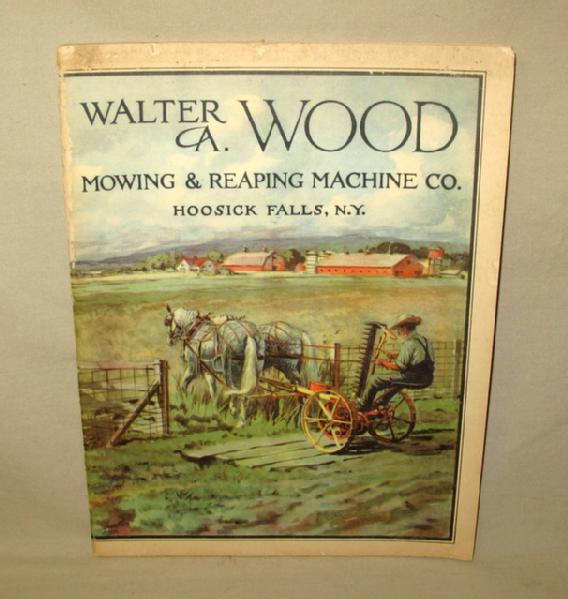 WALTER
A. WOOD
MOWING & REAPING MACHINE CO.
HOOSICK FALLS, N.Y.